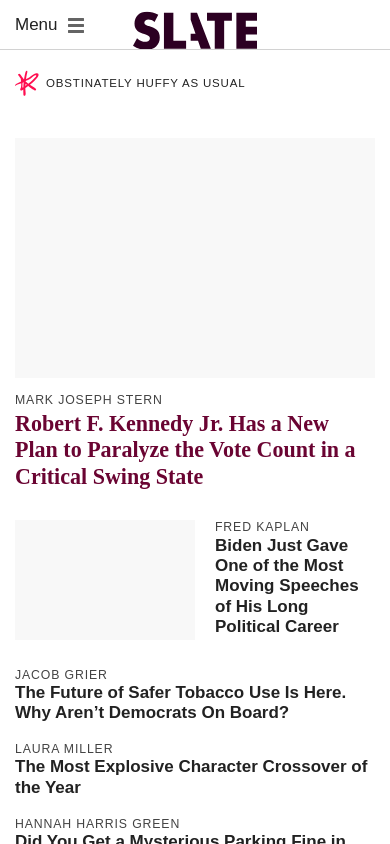 Menu
SLATE
OBSTINATELY HUFFY AS USUAL
MARK JOSEPH STERN
Robert F. Kennedy Jr. Has a New
Plan to Paralyze the Vote Count in a
Critical Swing State
FRED KAPLAN
Biden Just Gave
One of the Most
Moving Speeches
of His Long
Political Career
JACOB GRIER
The Future of Safer Tobacco Use Is Here.
Why Aren’t Democrats On Board?
LAURA MILLER
The Most Explosive Character Crossover of
the Year
HANNAH HARRIS GREEN
Did You Get a Mysterious Parking Fine in